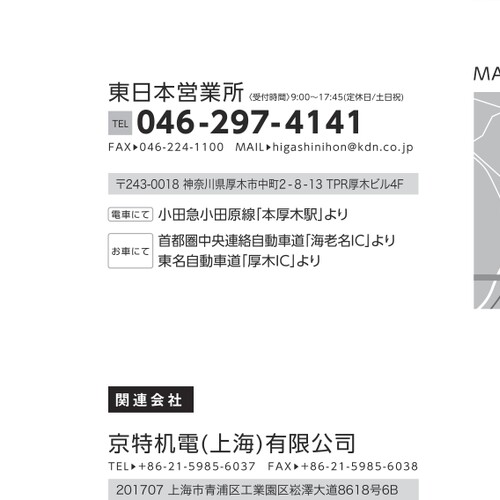 東日本営業所 〈受付時間〉9:00〜17:45(定休日/土日祝)
TEL 046-297-4141
FAX▶046-224-1100 MAIL▶higashinihon@kdn.co.jp
〒243-0018 神奈川県厚木市中町2-8-13 TPR厚木ビル4F
電車にて 小田急小田原線「本厚木駅」より
お車にて 首都圏中央連絡自動車道「海老名IC」より
東名自動車道「厚木IC」より
MA
関連会社
京特机電(上海)有限公司
TEL▶+86-21-5985-6037 FAX▶+86-21-5985-6038
201707 上海市青浦区工業園区崧澤大道8618号6B